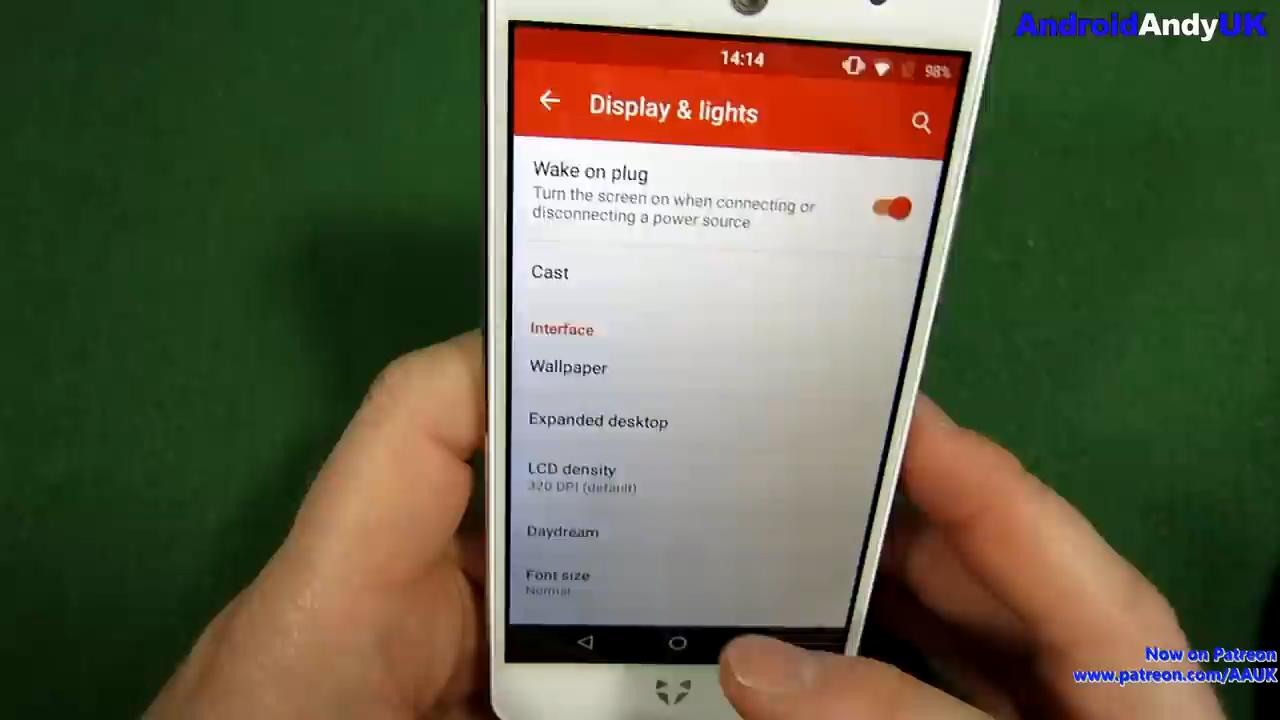 AndroidAndyUK
14:14
98%
Display & lights
Wake on plug
Turn the screen on when connecting or
disconnecting a power source
Cast
Interface
Wallpaper
Expanded desktop
LCD density
320 DPI (default)
Daydream
Font size
Normal
Now on Patreon
www.patreon.com/AAUK